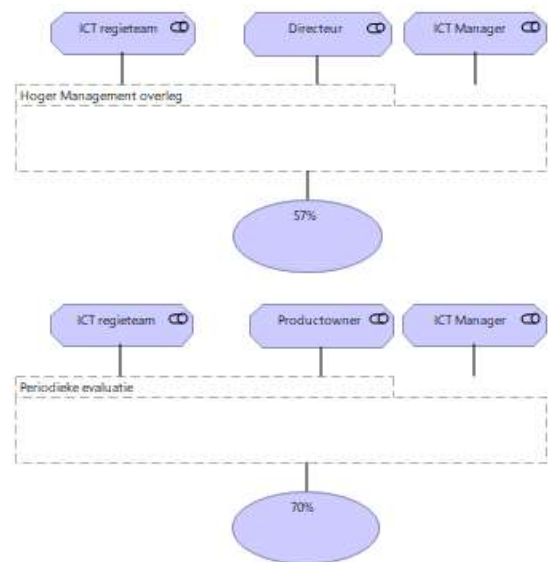 ICT regieteam
Directeur
ICT Manager
Hoger Management overleg
57%
ICT regieteam
Productowner
ICT Manager
Periodieke evaluatie
70%